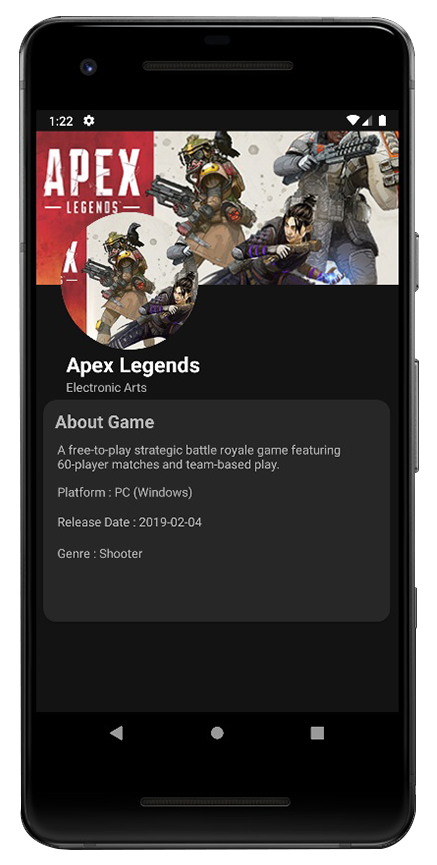 1:22
APEX
LEGENDS
X
Apex Legends
Electronic Arts
About Game
A free-to-play strategic battle royale game featuring
60-player matches and team-based play.
Platform : PC (Windows)
Release Date : 2019-02-04
Genre : Shooter